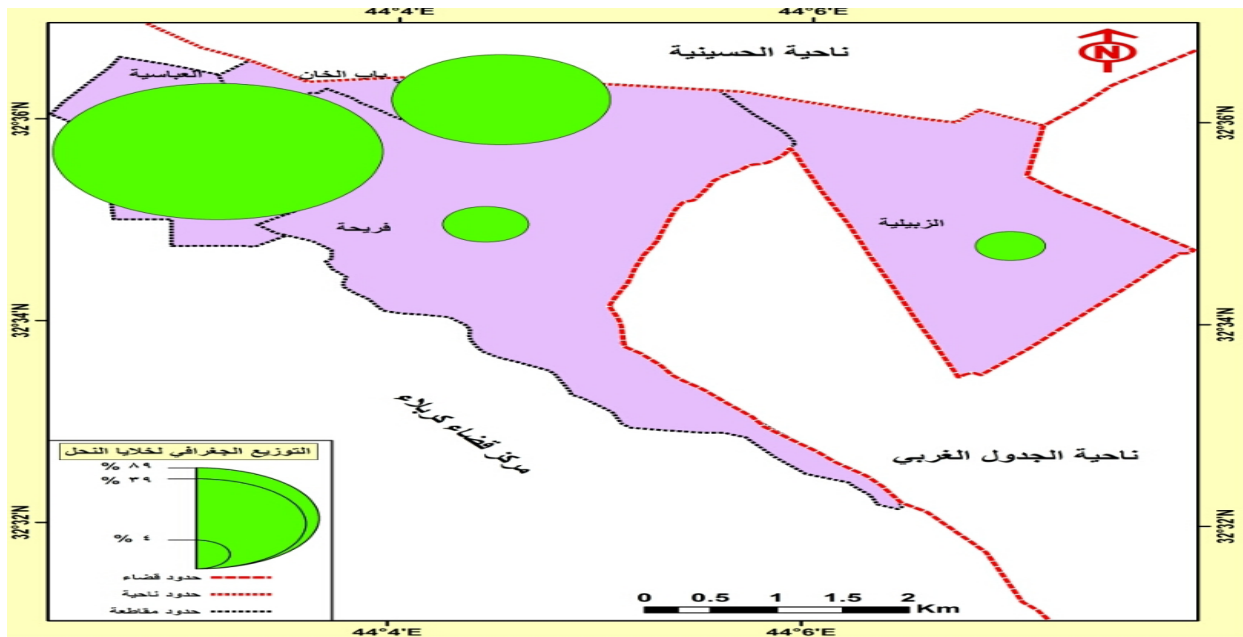 44°4'E
44°6'E
ناحية الحسينية
N
باب الخان
العباسية
32°36'N
32°36'N
الزبيلية
فريحة
32°34'N
32°34'N
مركز قضاء كربلاء
ناحية الجدول الغربي
التوزيع الجغرافي لخلايا النحل
% ٨٩
% ٣٩
% ٤
حدود قضاء
حدود ناحية
حدود مقاطعة
32°32'N
32°32'N
0 0.5 1 2
Km
44°4'E
44°6'E